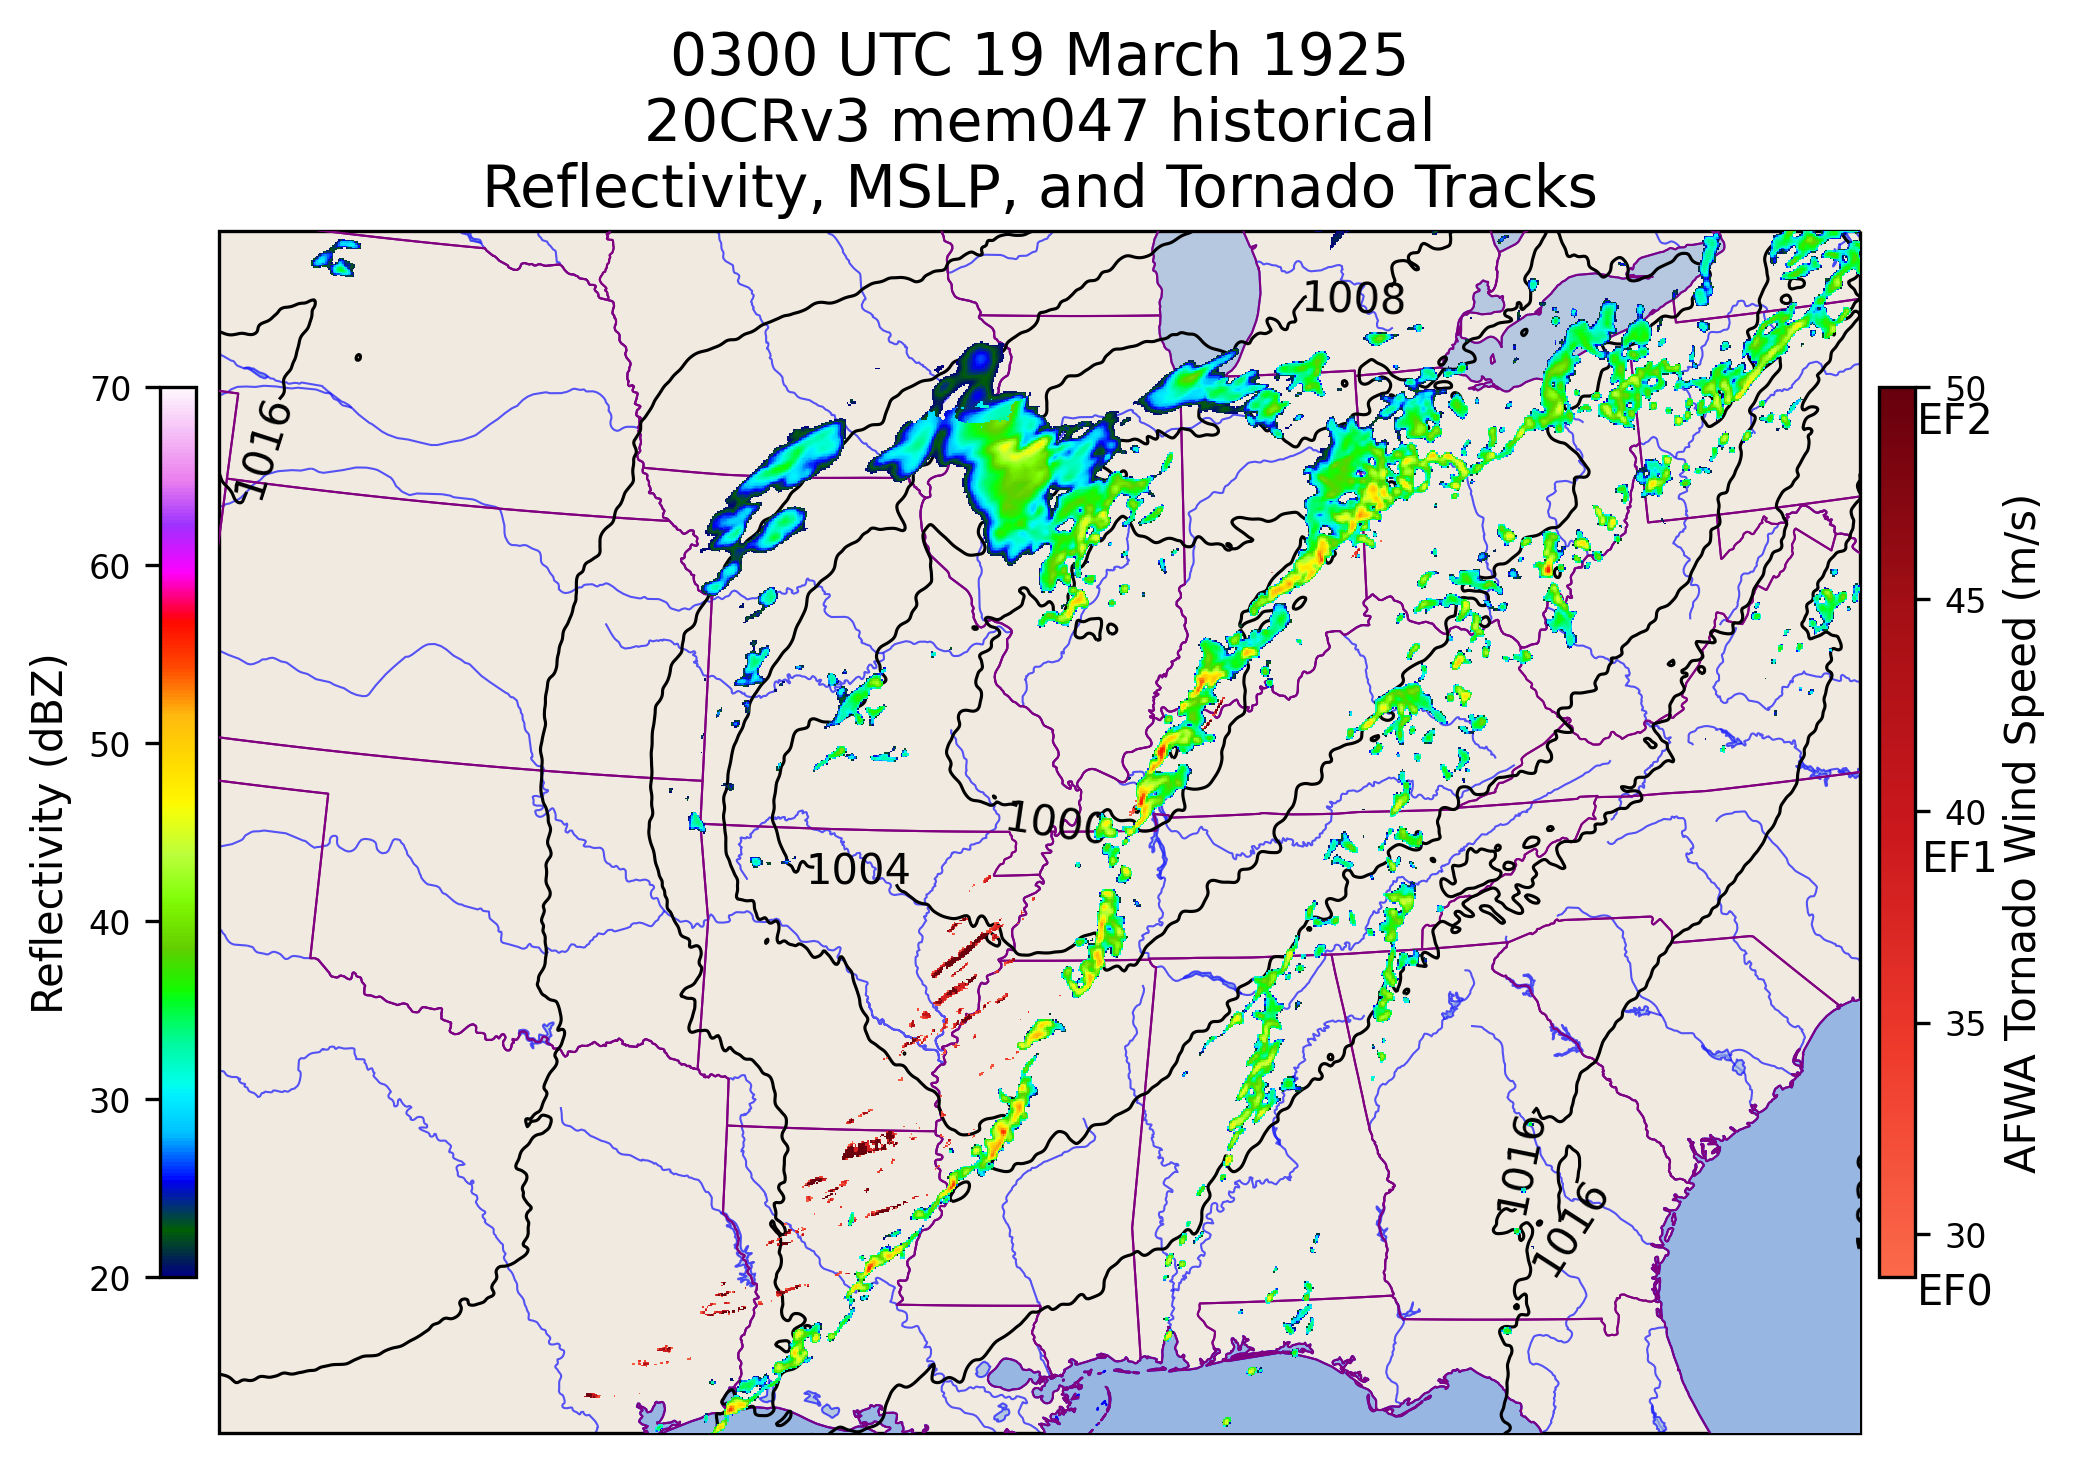 0300 UTC 19 March 1925
20CRv3 mem047 historical
Reflectivity, MSLP, and Tornado Tracks
1008
1016
1000
1004
1016
1016
70
60
50
40
30
20
Reflectivity (dBZ)
50
EF2
45
40
EF1
35
30
EF0
AFWA Tornado Wind Speed (m/s)